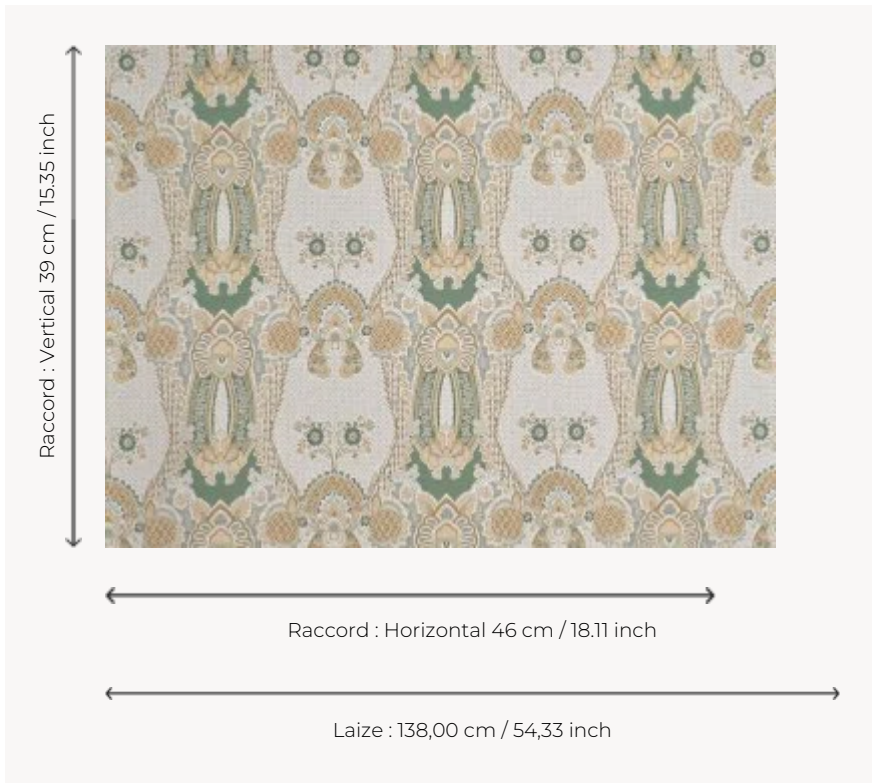 Raccord : Vertical 39 cm / 15.35 inch
Raccord : Horizontal 46 cm / 18.11 inch
Laize : 138,00 cm / 54,33 inch